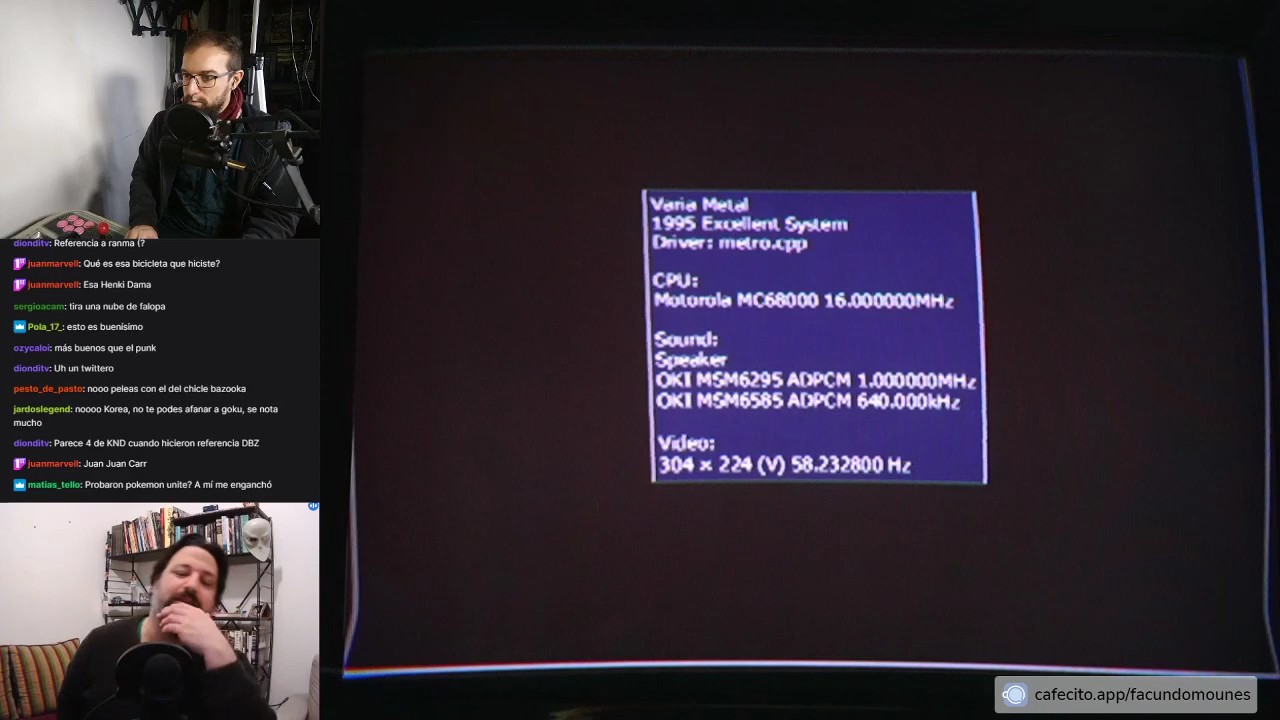 dionditv: Referencia a ranma (?
juanmarvell: Qué es esa bicicleta que hiciste?
juanmarvell: Esa Henki Dama
sergioacam: tira una nube de falopa
Pola_17_: esto es buenísimo
ozycaloi: más buenos que el punk
dionditv: Uh un twittero
pesto_de_pasto: nooo peleas con el del chicle bazooka
jardoslegend: noooo Korea, no te podes afanar a goku, se nota
mucho
dionditv: Parece 4 de KND cuando hicieron referencia DBZ
juanmarvell: Juan Juan Carr
matias_tello: Probaron pokemon unite? A mí me enganchó
Varia Metal
1995 Excellent System
Driver: metro.cpp
CPU:
Motorola MC68000 16.000000MHz
Sound:
Speaker
OKI MSM6295 ADPCM 1.000000MHz
OKI MSM6585 ADPCM 640.000kHz
Video:
304 × 224 (V) 58.232800 Hz
cafecito.app/facundomounes